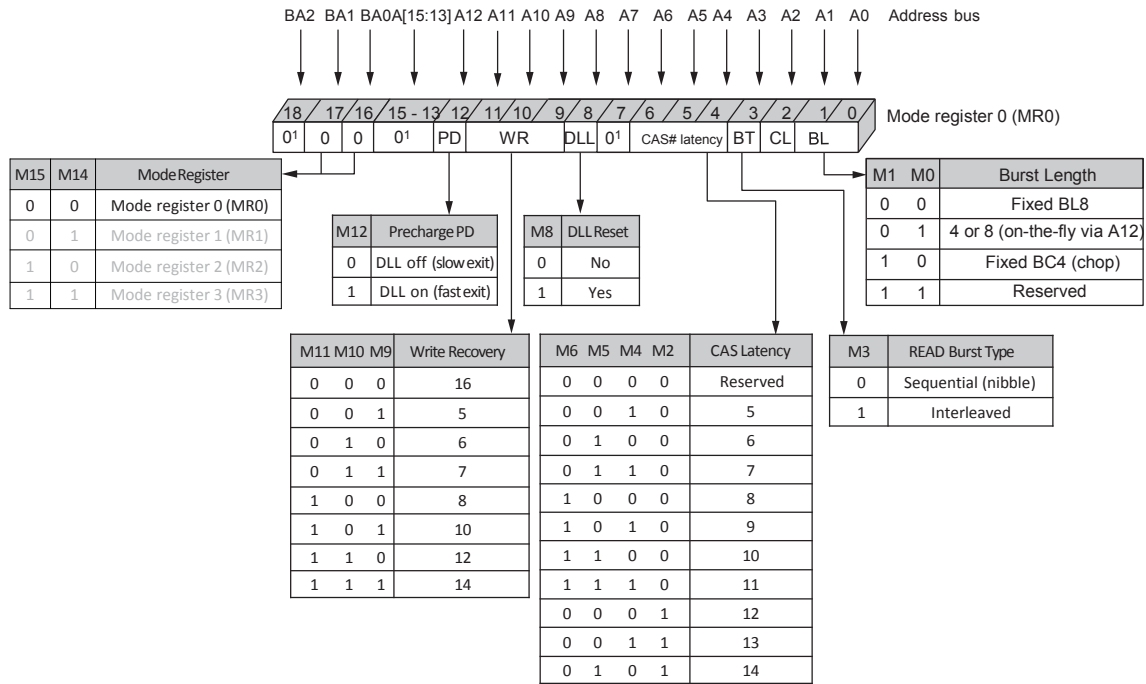 BA2 BA1 BA0A[15:13] A12 A11 A10 A9 A8 A7 A6 A5 A4 A3 A2 A1 A0 Address bus
18 17 16 15 - 13 12 11 10 9 8 7 6 5 4 3 2 1 0 Mode register 0 (MR0)
0¹ 0 0 0¹ PD WR DLL 0¹ CAS# latency BT CL BL
M15 M14 Mode Register
0 0 Mode register 0 (MR0)
0 1 Mode register 1 (MR1)
1 0 Mode register 2 (MR2)
1 1 Mode register 3 (MR3)
M12 Precharge PD
0 DLL off (slow exit)
1 DLL on (fast exit)
M8 DLL Reset
0 No
1 Yes
M1 M0 Burst Length
0 0 Fixed BL8
0 1 4 or 8 (on-the-fly via A12)
1 0 Fixed BC4 (chop)
1 1 Reserved
M11 M10 M9 Write Recovery
0 0 0 16
0 0 1 5
0 1 0 6
0 1 1 7
1 0 0 8
1 0 1 10
1 1 0 12
1 1 1 14
M6 M5 M4 M2 CAS Latency
0 0 0 0 Reserved
0 0 1 0 5
0 1 0 0 6
0 1 1 0 7
1 0 0 0 8
1 0 1 0 9
1 1 0 0 10
1 1 1 0 11
0 0 0 1 12
0 0 1 1 13
0 1 0 1 14
M3 READ Burst Type
0 Sequential (nibble)
1 Interleaved